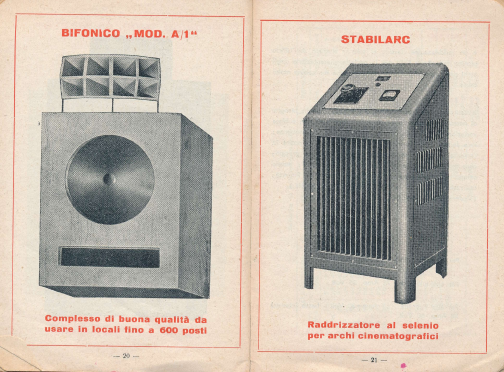 BIFONICO „MOD. A/1“
Complesso di buona qualità da
usare in locali fino a 600 posti
— 20 —
STABILARC
Raddrizzatore al selenio
per archi cinematografici
— 21 —